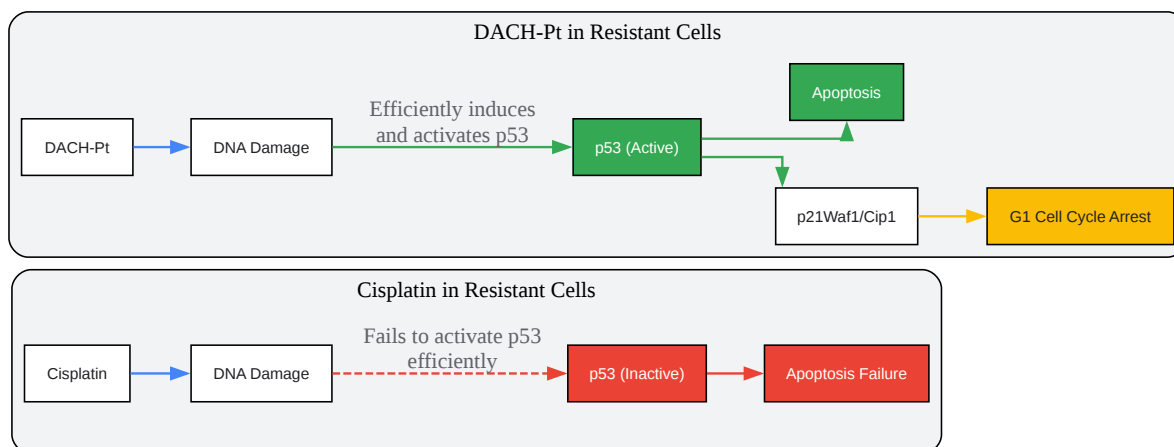 DACH-Pt in Resistant Cells
Apoptosis
Efficiently induces
and activates p53
DACH-Pt
DNA Damage
p53 (Active)
p21Waf1/Cip1
G1 Cell Cycle Arrest
Cisplatin in Resistant Cells
Fails to activate p53
efficiently
Cisplatin
DNA Damage
p53 (Inactive)
Apoptosis Failure